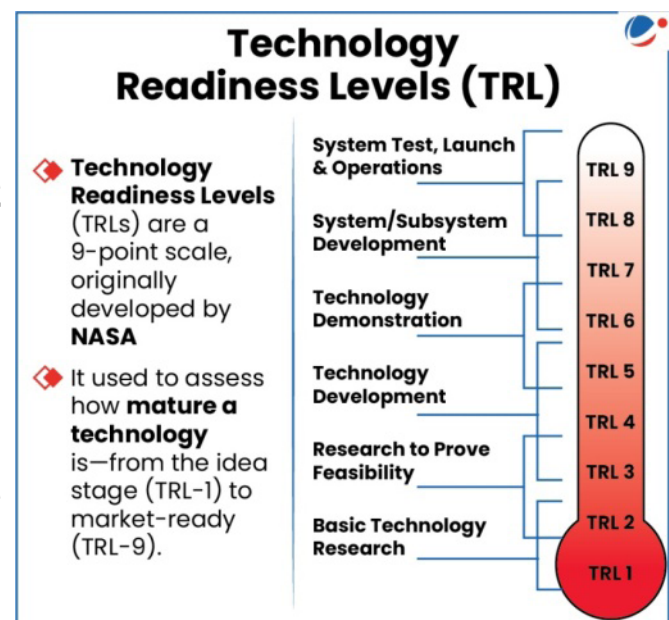 Technology
Readiness Levels (TRL)
Technology
Readiness Levels
(TRLs) are a
9-point scale,
originally
developed by
NASA
It used to assess
how mature a
technology
is—from the idea
stage (TRL-1) to
market-ready
(TRL-9).
System Test, Launch
& Operations
System/Subsystem
Development
Technology
Demonstration
Technology
Development
Research to Prove
Feasibility
Basic Technology
Research
TRL 9
TRL 8
TRL 7
TRL 6
TRL 5
TRL 4
TRL 3
TRL 2
TRL 1